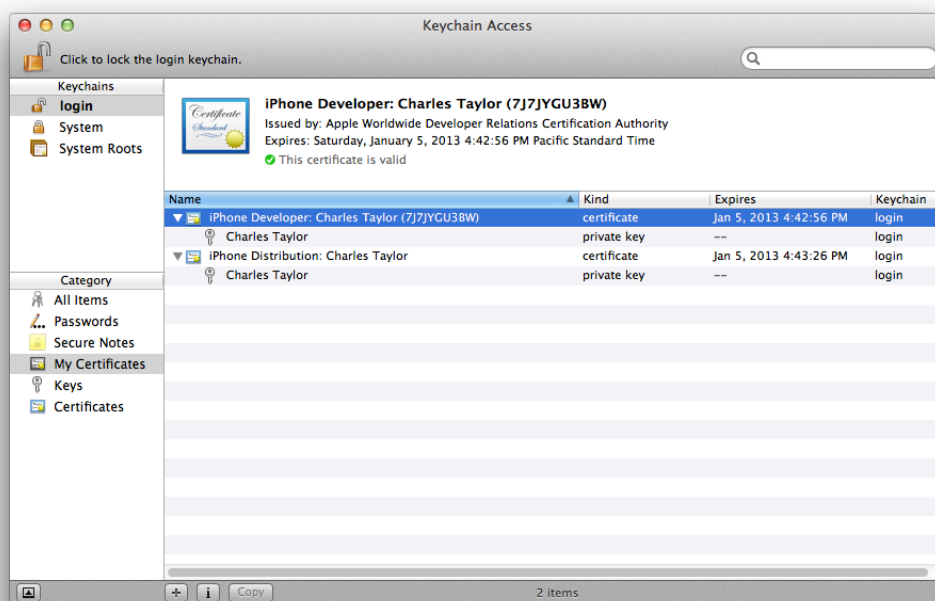 Keychain Access
Click to lock the login keychain.
Keychains
login
System
System Roots
Certificate
Standard
iPhone Developer: Charles Taylor (7J7JYGU3BW)
Issued by: Apple Worldwide Developer Relations Certification Authority
Expires: Saturday, January 5, 2013 4:42:56 PM Pacific Standard Time
This certificate is valid
Name Kind Expires Keychain
iPhone Developer: Charles Taylor (7J7JYGU3BW) certificate Jan 5, 2013 4:42:56 PM login
Charles Taylor private key -- login
iPhone Distribution: Charles Taylor certificate Jan 5, 2013 4:43:26 PM login
Charles Taylor private key -- login
Category
All Items
Passwords
Secure Notes
My Certificates
Keys
Certificates
+ i Copy 2 items